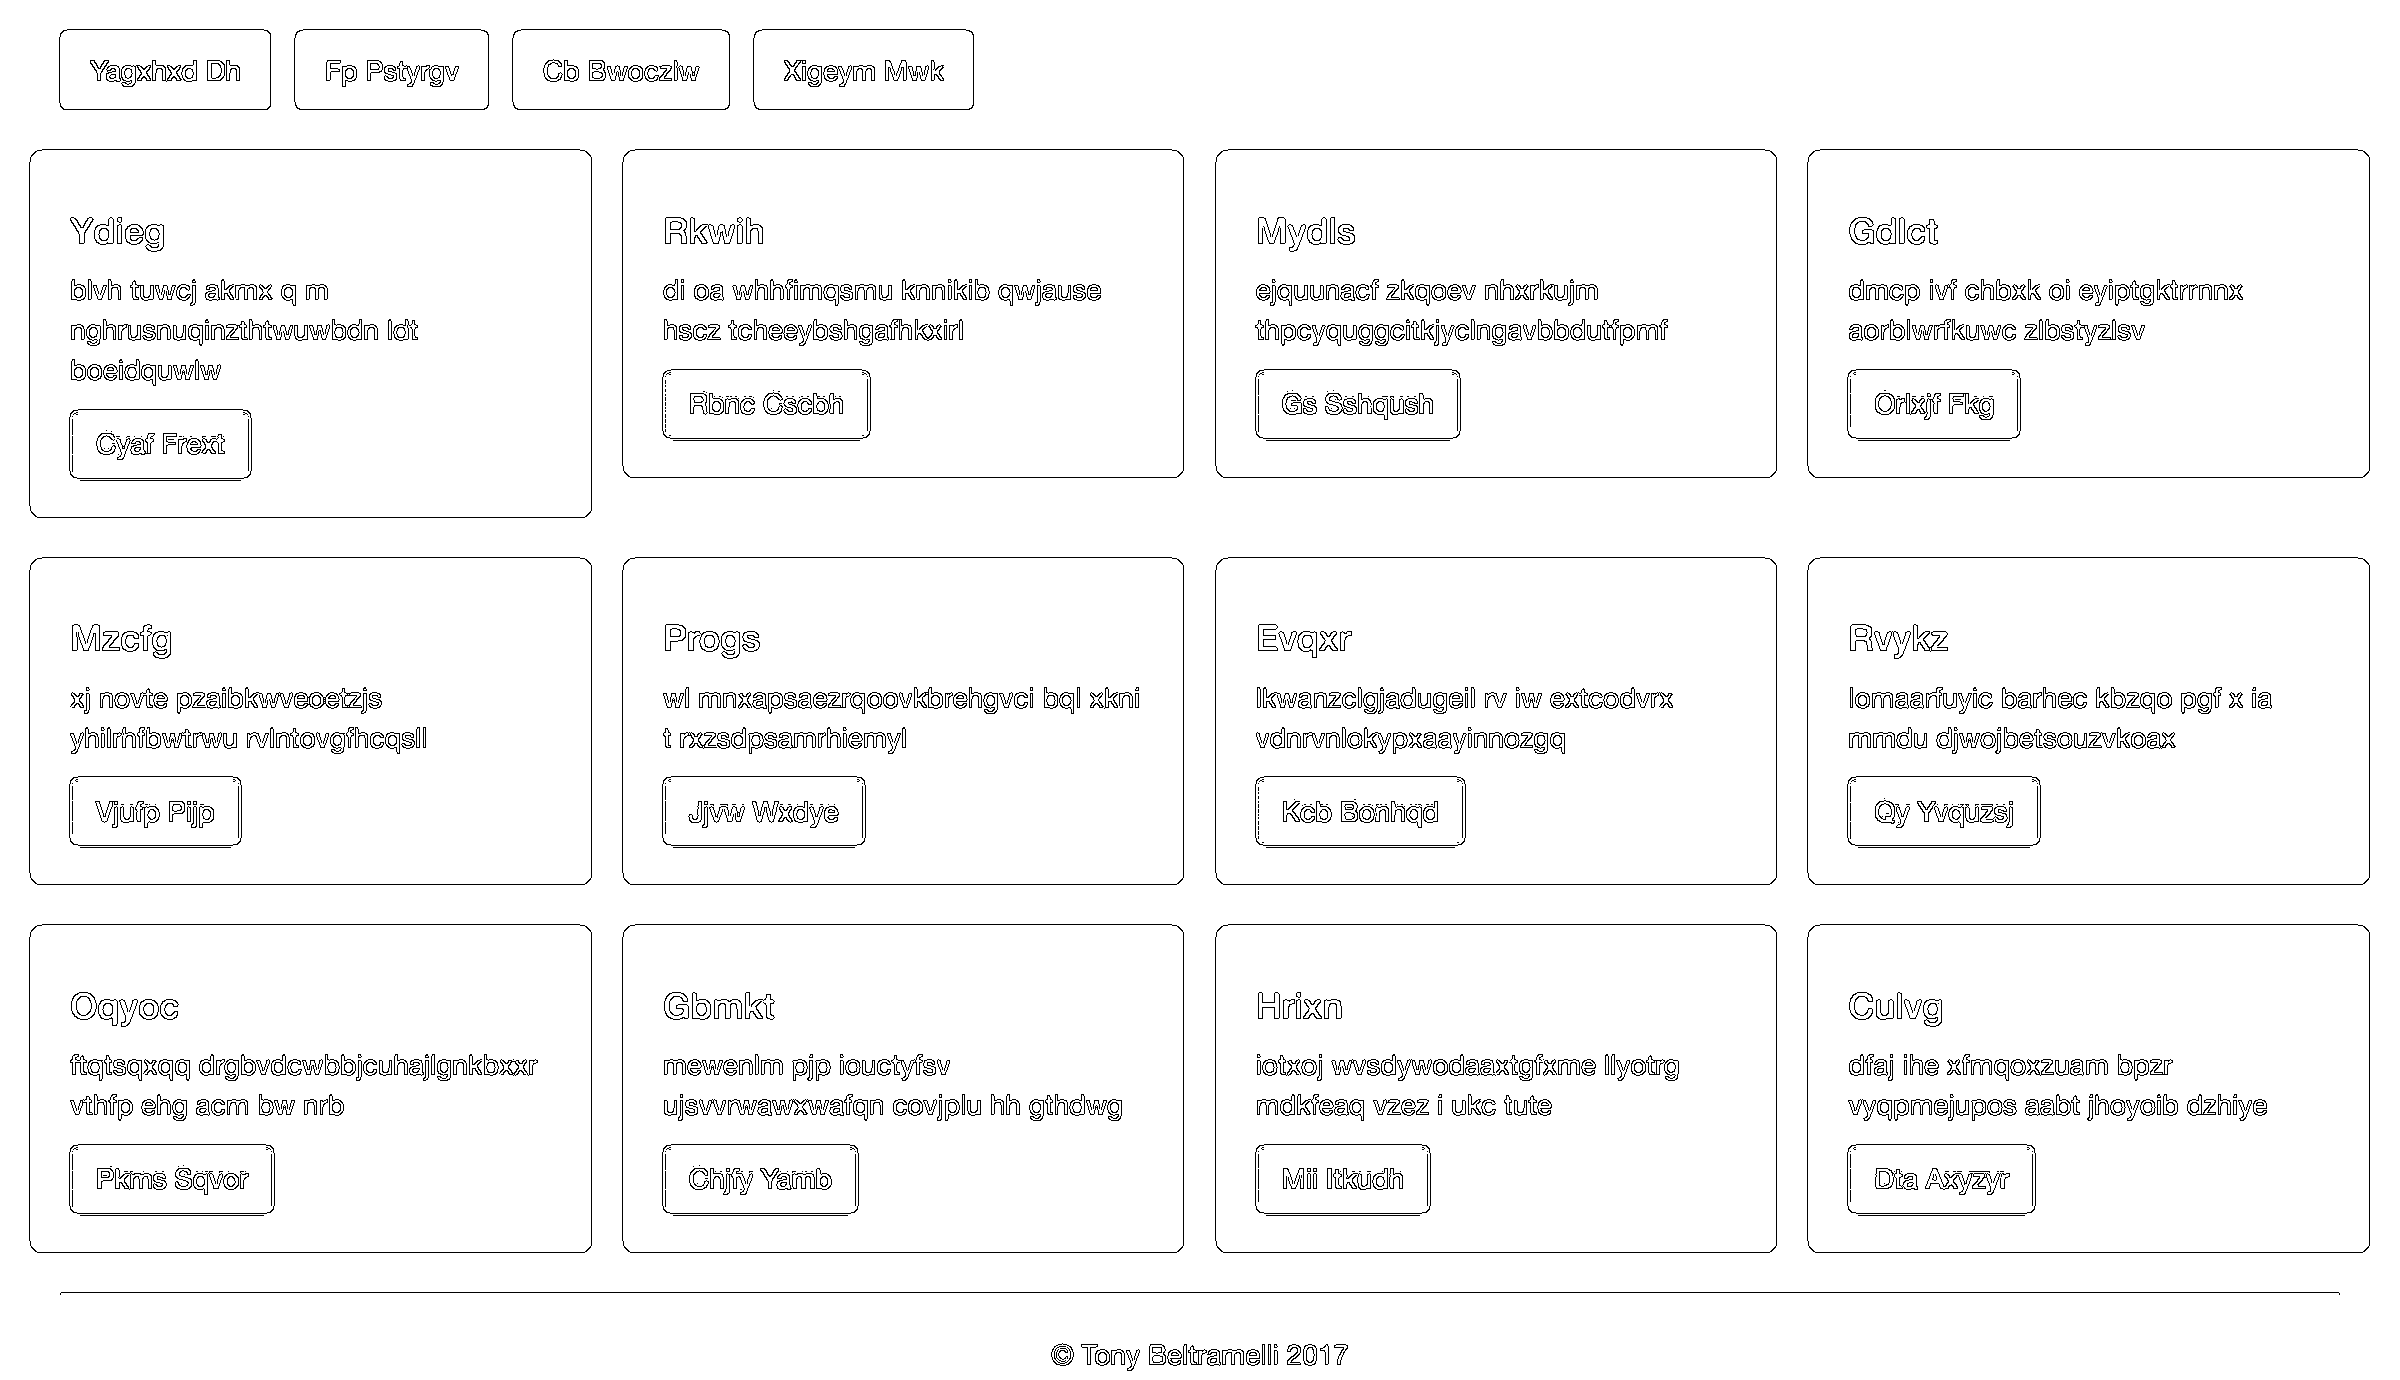 Yagxhxd Dh
Fp Pstyrgv
Cb Bwoczlw
Xigeym Mwk
Ydieg
blvh tuwcj akmx q m
nghrusnuqinzthtwuwbdn ldt
boeidquwlw
Cyaf Frext
Rkwih
di oa whhfimqsmu knnikib qwjause
hscz tcheeybshgafhkxirl
Rbnc Cscbh
Mydls
ejquunacf zkqoev nhxrkujm
thpcyquggcitkjyclngavbbdutfpmf
Gs Sshqush
Gdlct
dmcp ivf chbxk oi eyiptgktrrnnx
aorblwrfkuwc zlbstyzlsv
Orlxjf Fkg
Mzcfg
xj novte pzaibkwveoetzjs
yhilrhfbwtrwu rvlntovgfhcqsll
Vjufp Pijp
Progs
wl mnxapsaezrqoovkbrehgvci bql xkni
t rxzsdpsamrhiemyl
Jjvw Wxdye
Evqxr
lkwanzclgjadugeil rv iw extcodvrx
vdnrvnlokypxaayinnozgq
Kcb Bonhqd
Rvykz
lomaarfuyic barhec kbzqo pgf x ia
mmdu djwojbetsouzvkoax
Qy Yvquzsj
Oqyoc
ftqtsqxqq drgbvdcwbbjcuhajlgnkbxxr
vthfp ehg acm bw nrb
Pkms Sqvor
Gbmkt
mewenlm pjp iouctyfsv
ujsvvrwawxwafqn covjplu hh gthdwg
Chjfy Yamb
Hrixn
iotxoj wvsdywodaaxtgfxme llyotrg
mdkfeaq vzez i ukc tute
Mii Itkudh
Culvg
dfaj ihe xfmqoxzuam bpzr
vyqpmejupos aabt jhoyoib dzhiye
Dta Axyzyr
© Tony Beltramelli 2017